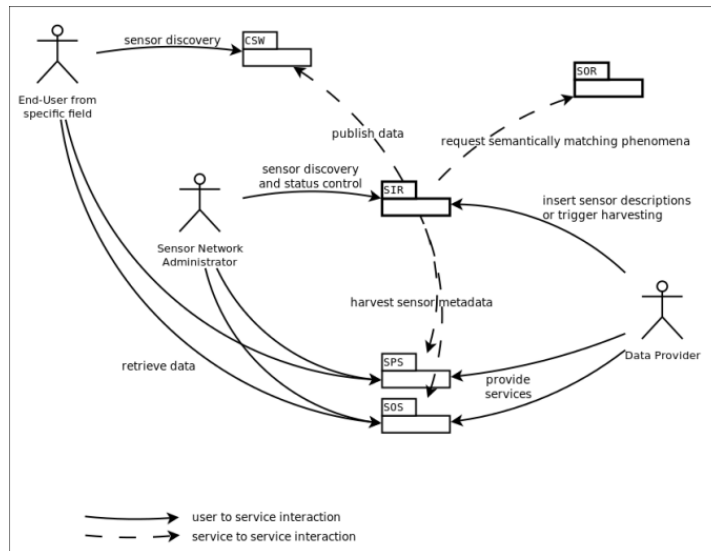 sensor discovery
CSW
End-User from
specific field
SOR
publish data
request semantically matching phenomena
sensor discovery
and status control
SIR
insert sensor descriptions
or trigger harvesting
Sensor Network
Administrator
harvest sensor metadata
SPS
Data Provider
retrieve data
provide
services
SOS
user to service interaction
service to service interaction